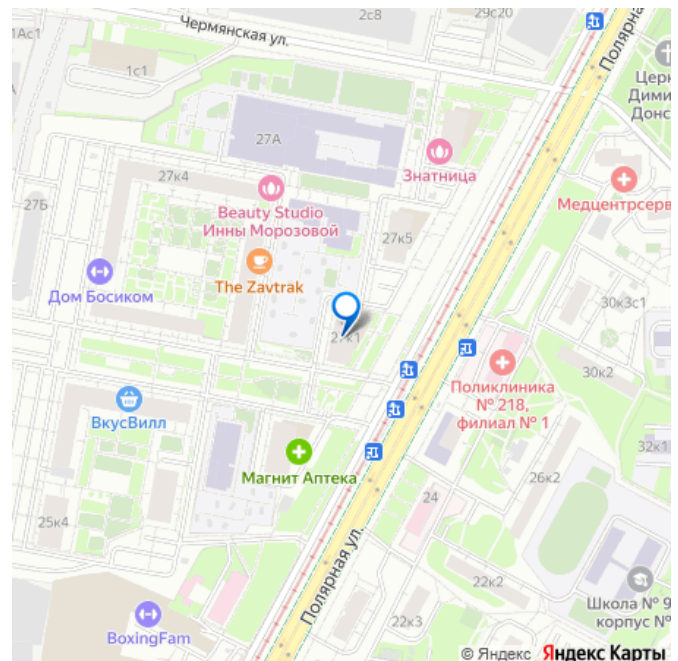 2с8
29с20
Чермянская ул.
1Ас1
1с1
Полярна
Церк
Дими
Донс
27А
Знатница
27к4
Медцентрсерв
27Б
Beauty Studio
Инны Морозовой
27к5
The Zavtrak
Дом Босиком
30к3с1
27к1
Поликлиника
№ 218,
филиал № 1
30к2
ВкусВилл
32к1
Магнит Аптека
26к2
24
25к4
Полярная ул.
22к2
Школа № 9
корпус №
22к3
BoxingFam
© Яндекс Яндекс Карты